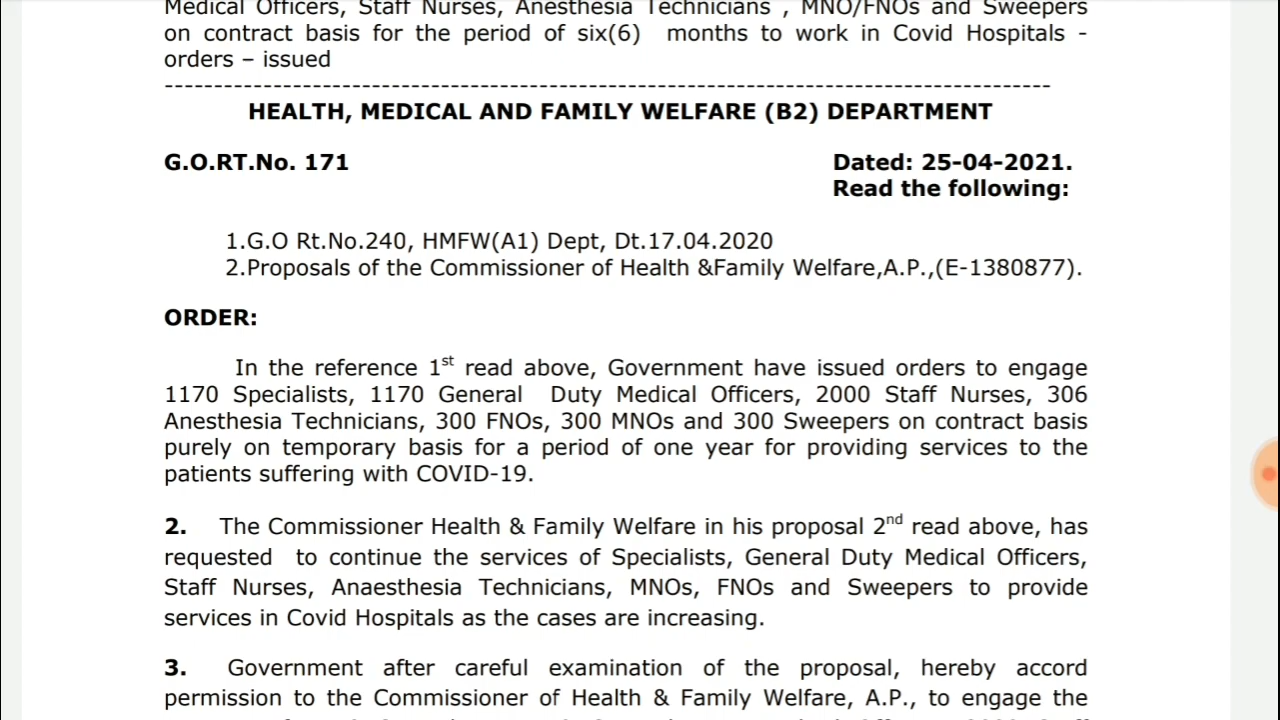 Medical Officers, Staff Nurses, Anesthesia Technicians , MNO/FNOs and Sweepers
on contract basis for the period of six(6) months to work in Covid Hospitals -
orders – issued
-----------------------------------------------------------------------------------------
HEALTH, MEDICAL AND FAMILY WELFARE (B2) DEPARTMENT
G.O.RT.No. 171 Dated: 25-04-2021.
Read the following:
1.G.O Rt.No.240, HMFW(A1) Dept, Dt.17.04.2020
2.Proposals of the Commissioner of Health &Family Welfare,A.P.,(E-1380877).
ORDER:
In the reference 1st read above, Government have issued orders to engage
1170 Specialists, 1170 General Duty Medical Officers, 2000 Staff Nurses, 306
Anesthesia Technicians, 300 FNOs, 300 MNOs and 300 Sweepers on contract basis
purely on temporary basis for a period of one year for providing services to the
patients suffering with COVID-19.
2. The Commissioner Health & Family Welfare in his proposal 2nd read above, has
requested to continue the services of Specialists, General Duty Medical Officers,
Staff Nurses, Anaesthesia Technicians, MNOs, FNOs and Sweepers to provide
services in Covid Hospitals as the cases are increasing.
3. Government after careful examination of the proposal, hereby accord
permission to the Commissioner of Health & Family Welfare, A.P., to engage the